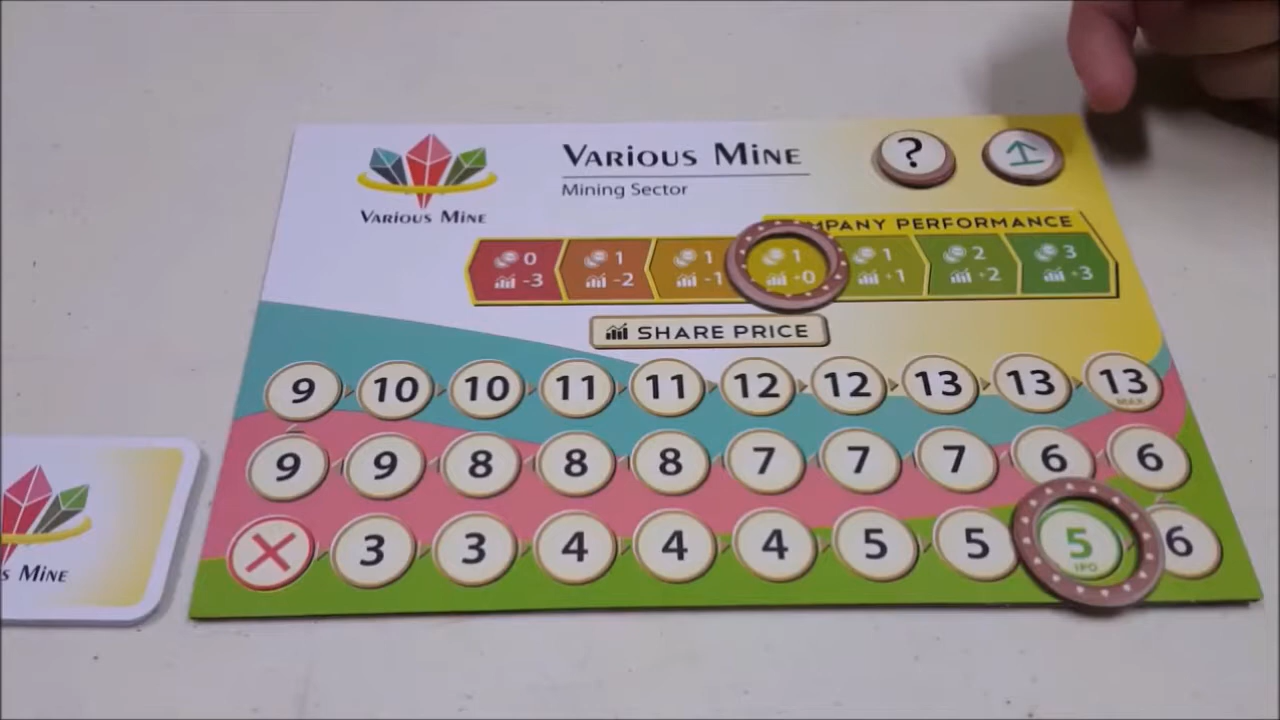 VARIOUS MINE
Mining Sector
?
VARIOUS MINE
MPANY PERFORMANCE
0 1 1 1 1 2 3
-3 -2 -1 +0 +1 +2 +3
SHARE PRICE
9 10 10 11 11 12 12 13 13 13
MAX
9 9 8 8 8 7 7 7 6 6
3 3 4 4 4 5 5 5 6
IPO
S MINE